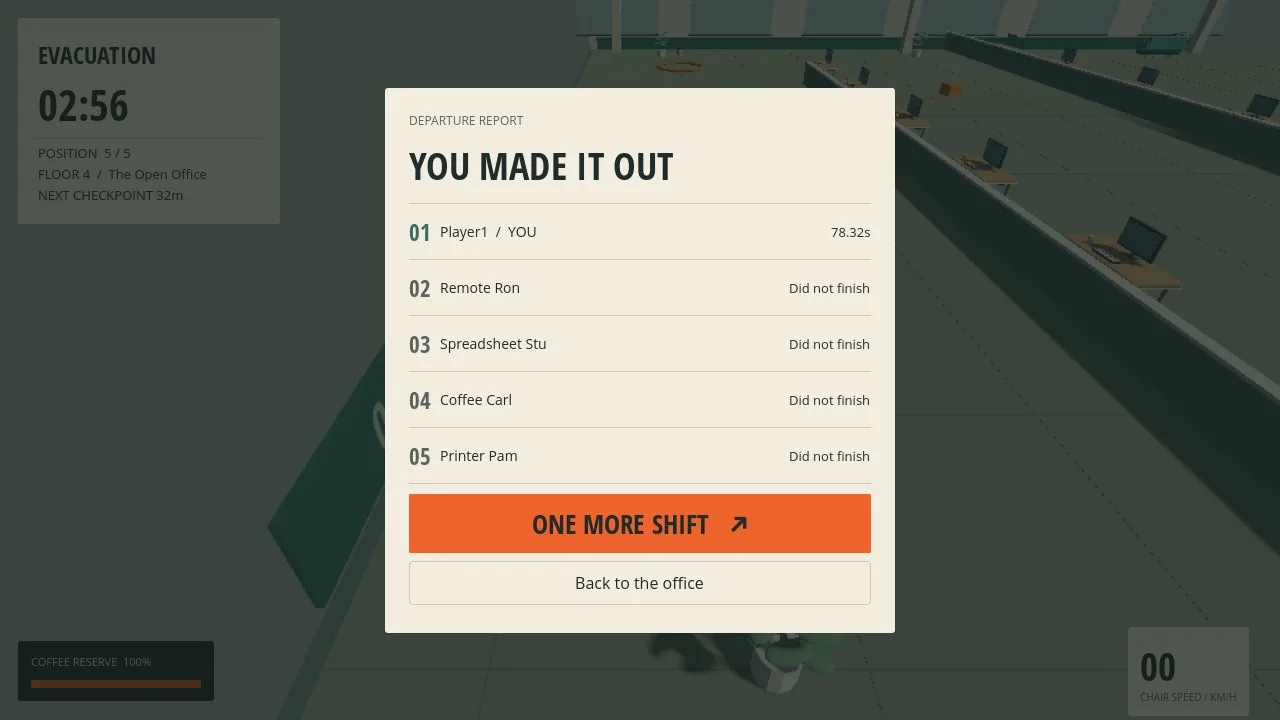 EVACUATION
02:56
POSITION 5 / 5
FLOOR 4 / The Open Office
NEXT CHECKPOINT 32m
DEPARTURE REPORT
YOU MADE IT OUT
01 Player1 / YOU 78.32s
02 Remote Ron Did not finish
03 Spreadsheet Stu Did not finish
04 Coffee Carl Did not finish
05 Printer Pam Did not finish
ONE MORE SHIFT ↗
Back to the office
COFFEE RESERVE 100%
00
CHAIR SPEED / KM/H